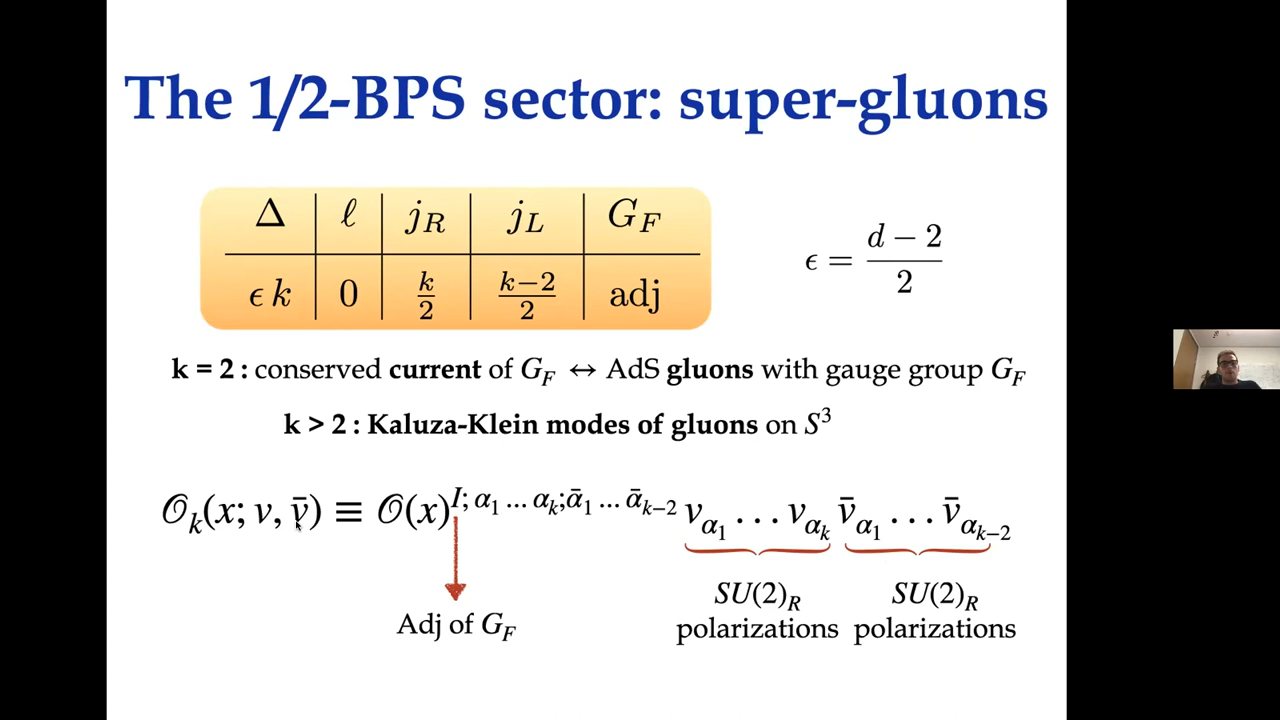 The 1/2-BPS sector: super-gluons
Δ | ℓ | j_R | j_L | G_F
ϵ k | 0 | k/2 | (k−2)/2 | adj
ϵ = (d − 2)/2
k = 2 : conserved current of G_F ↔ AdS gluons with gauge group G_F
k > 2 : Kaluza-Klein modes of gluons on S^3
𝒪_k(x; v, v̄) ≡ 𝒪(x)^{I; α_1 … α_k; ᾱ_1 … ᾱ_{k−2}} v_{α_1} … v_{α_k} v̄_{α_1} … v̄_{α_{k−2}}
Adj of G_F
SU(2)_R polarizations
SU(2)_R polarizations